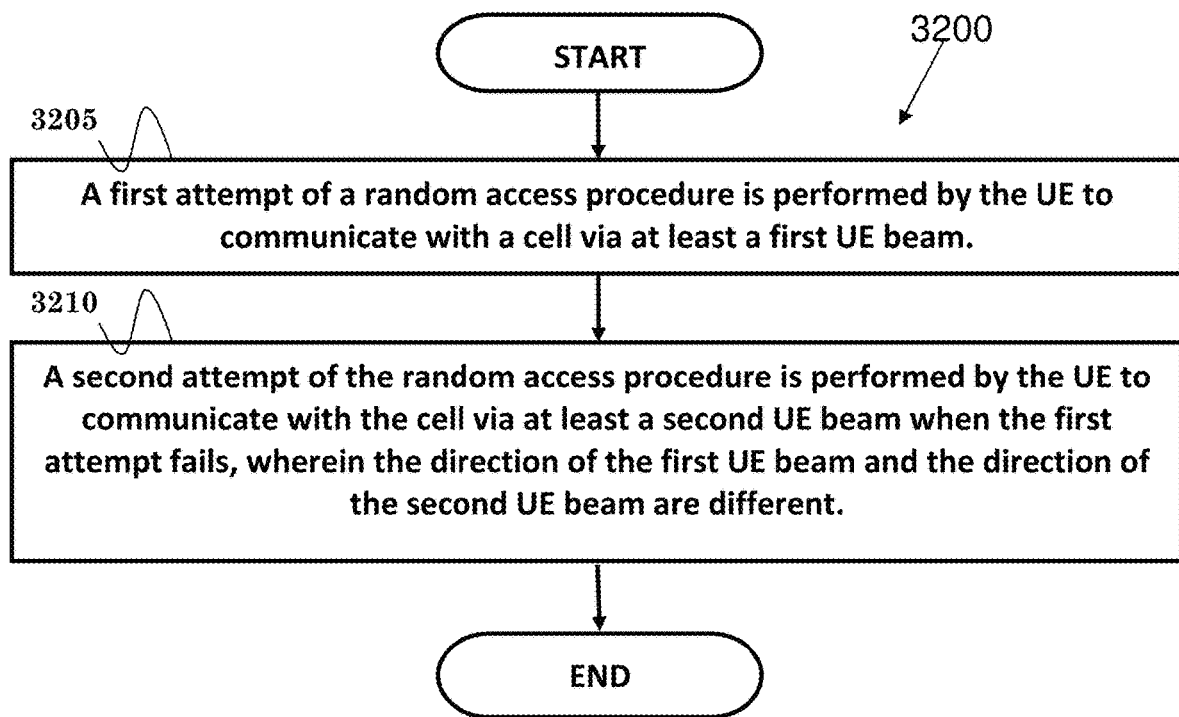 START
3200
3205
A first attempt of a random access procedure is performed by the UE to
communicate with a cell via at least a first UE beam.
3210
A second attempt of the random access procedure is performed by the UE to
communicate with the cell via at least a second UE beam when the first
attempt fails, wherein the direction of the first UE beam and the direction of
the second UE beam are different.
END